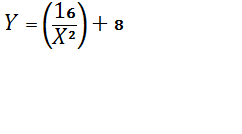 Y = (16/X²) + 8